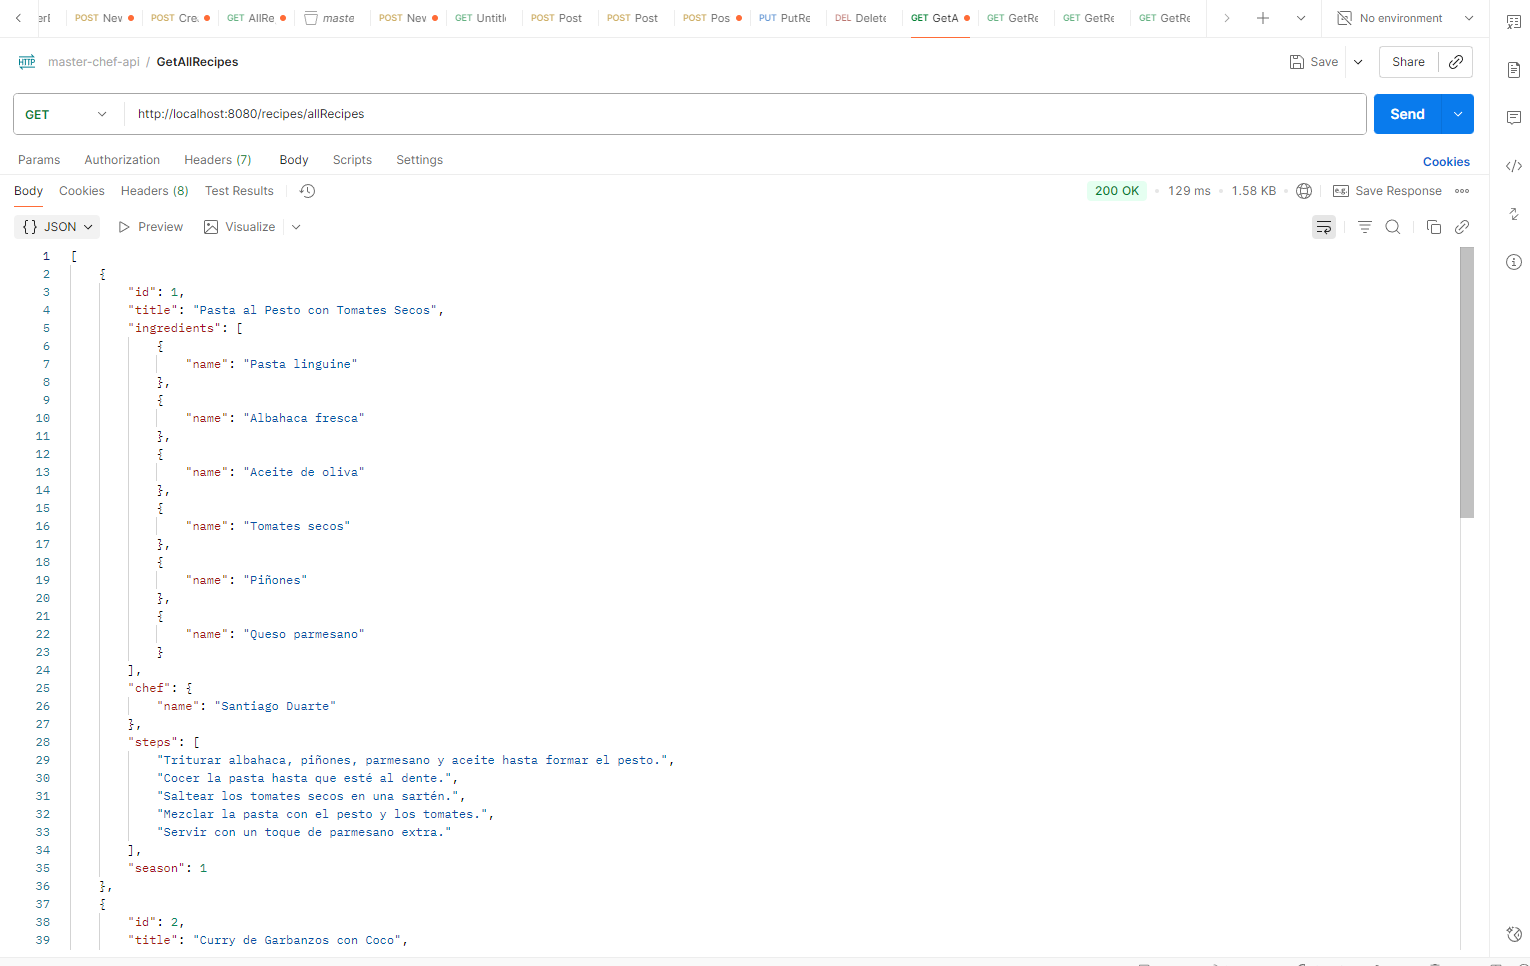 erE
POST Nev
POST Cre
GET AllRe
maste
POST Nev
GET Untitl
POST Post
POST Post
POST Pos
PUT PutRe
DEL Delete
GET GetA
GET GetRe
GET GetRe
GET GetRe
No environment
HTTP master-chef-api / GetAllRecipes
Save
Share
GET
http://localhost:8080/recipes/allRecipes
Send
Params Authorization Headers (7) Body Scripts Settings
Cookies
Body Cookies Headers (8) Test Results
200 OK • 129 ms • 1.58 KB •
e.g. Save Response
{} JSON
Preview
Visualize
1 [
2 {
3 "id": 1,
4 "title": "Pasta al Pesto con Tomates Secos",
5 "ingredients": [
6 {
7 "name": "Pasta linguine"
8 },
9 {
10 "name": "Albahaca fresca"
11 },
12 {
13 "name": "Aceite de oliva"
14 },
15 {
16 "name": "Tomates secos"
17 },
18 {
19 "name": "Piñones"
20 },
21 {
22 "name": "Queso parmesano"
23 }
24 ],
25 "chef": {
26 "name": "Santiago Duarte"
27 },
28 "steps": [
29 "Triturar albahaca, piñones, parmesano y aceite hasta formar el pesto.",
30 "Cocer la pasta hasta que esté al dente.",
31 "Saltear los tomates secos en una sartén.",
32 "Mezclar la pasta con el pesto y los tomates.",
33 "Servir con un toque de parmesano extra."
34 ],
35 "season": 1
36 },
37 {
38 "id": 2,
39 "title": "Curry de Garbanzos con Coco",